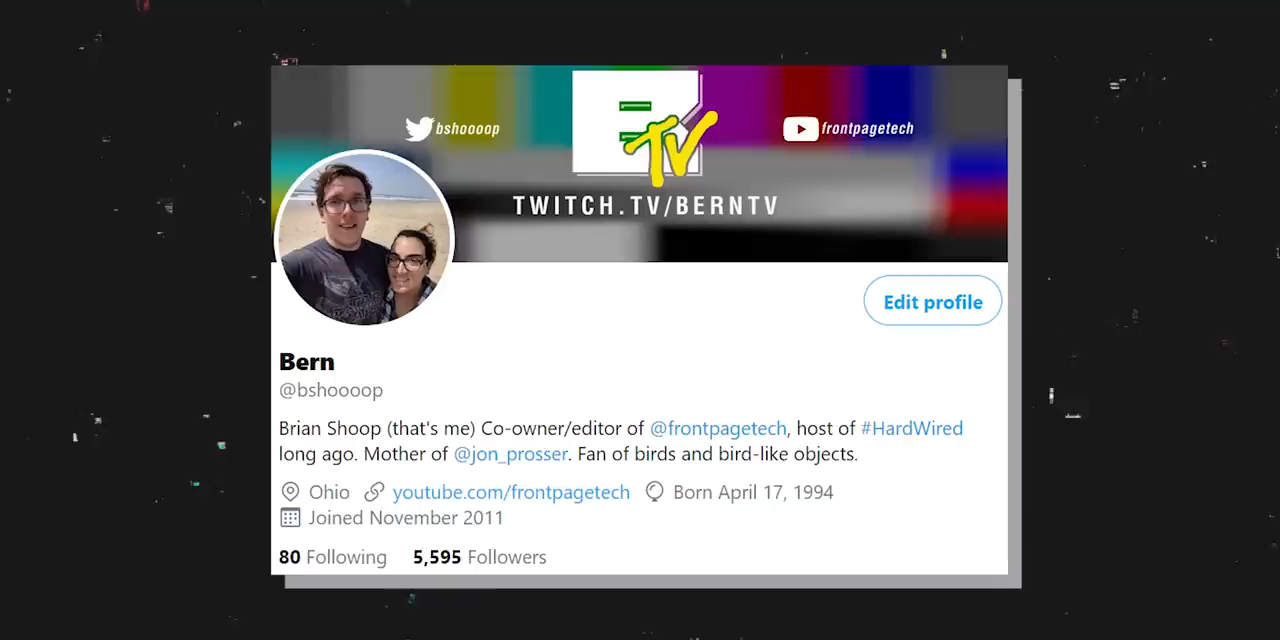 bshoooop
ETV
frontpagetech
TWITCH.TV/BERNTV
Edit profile
Bern
@bshoooop
Brian Shoop (that's me) Co-owner/editor of @frontpagetech, host of #HardWired
long ago. Mother of @jon_prosser. Fan of birds and bird-like objects.
Ohio youtube.com/frontpagetech Born April 17, 1994
Joined November 2011
80 Following 5,595 Followers